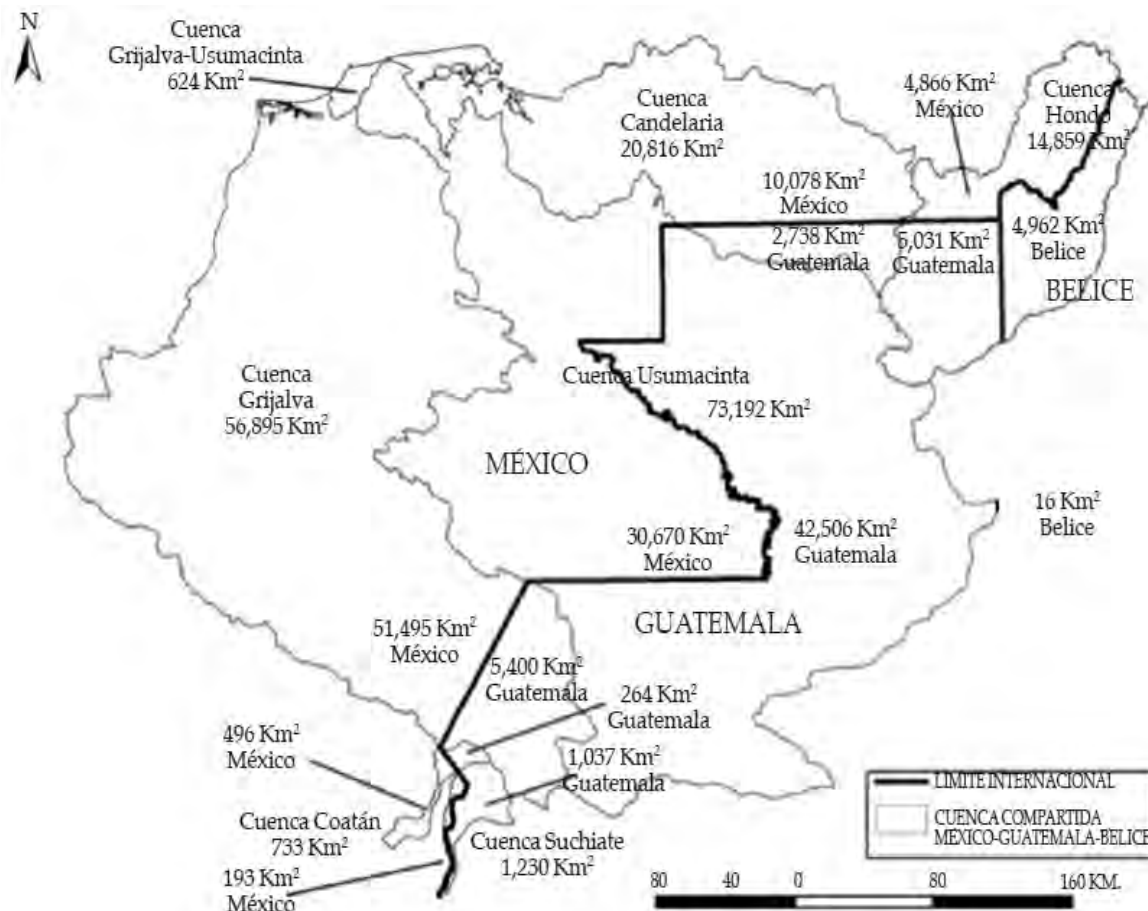 N
Cuenca
Grijalva-Usumacinta
624 Km²
Cuenca
Candelaria
20,816 Km²
4,866 Km²
México
Cuenca
Hondo
14,859 Km²
10,078 Km²
México
2,738 Km²
Guatemala
5,031 Km²
Guatemala
4,962 Km²
Belice
BELICE
Cuenca
Grijalva
56,895 Km²
Cuenca Usumacinta
73,192 Km²
MÉXICO
16 Km²
Belice
30,670 Km²
México
42,506 Km²
Guatemala
GUATEMALA
51,495 Km²
México
5,400 Km²
Guatemala
264 Km²
Guatemala
496 Km²
México
1,037 Km²
Guatemala
Cuenca Coatán
733 Km²
Cuenca Suchiate
1,230 Km²
193 Km²
México
LIMITE INTERNACIONAL
CUENCA COMPARTIDA
MÉXICO-GUATEMALA-BELICE
80 40 0 80 160 KM.